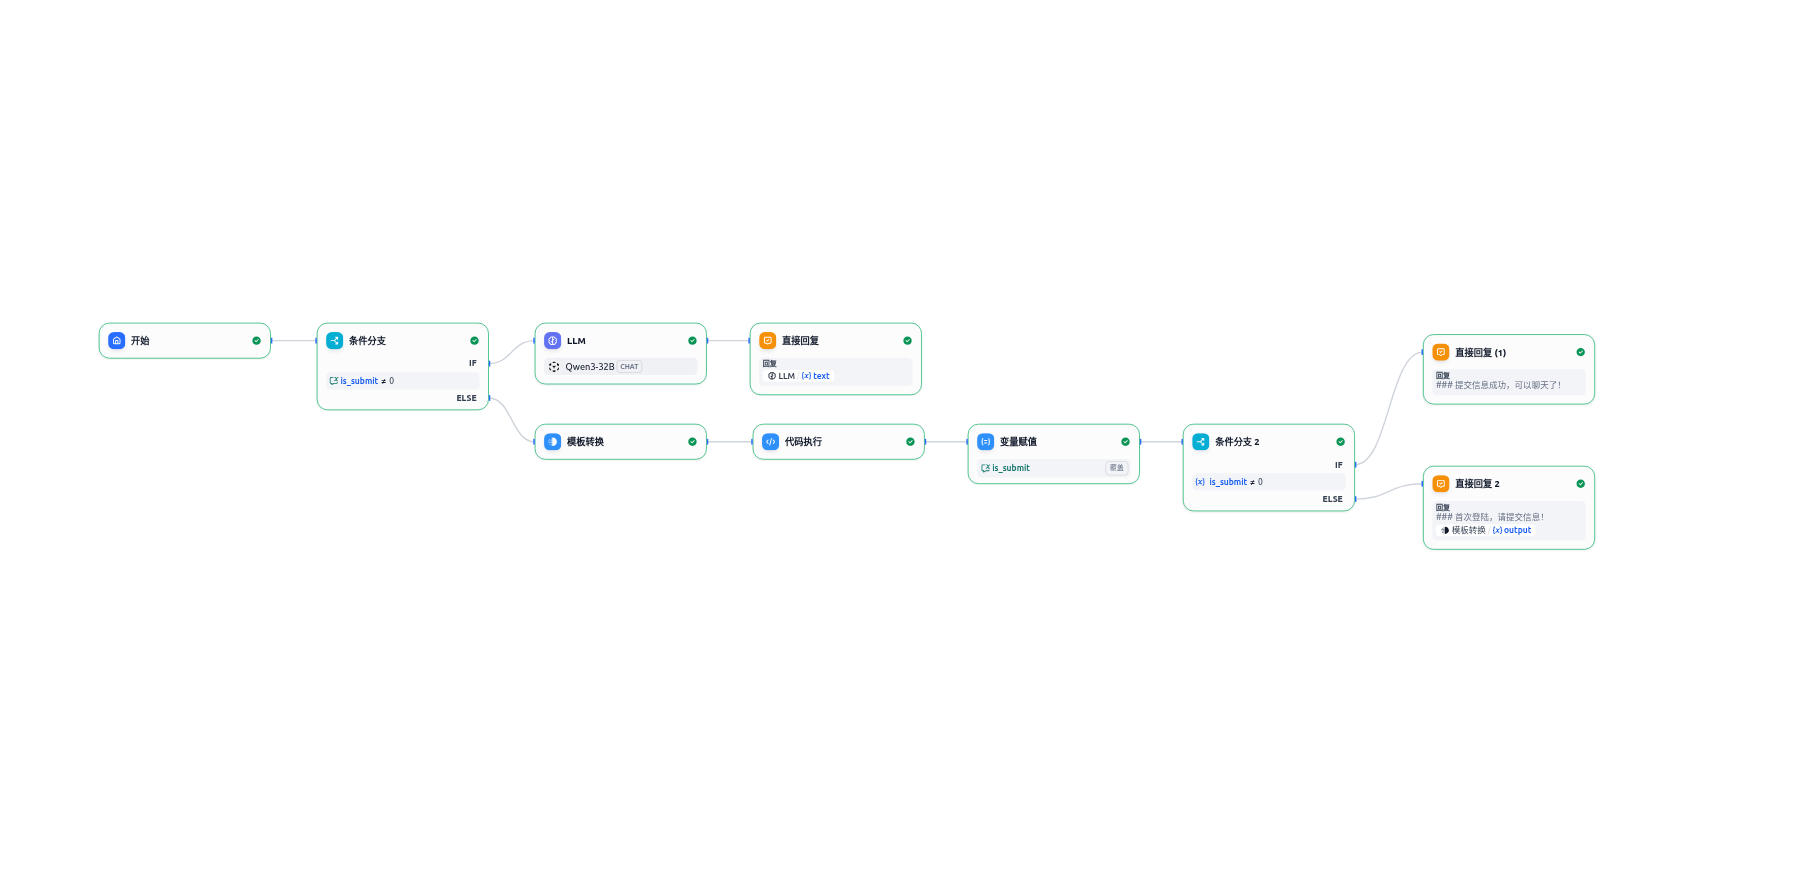 开始
条件分支
IF
is_submit ≠ 0
ELSE
LLM
Qwen3-32B CHAT
直接回复
回复
LLM / {x} text
模板转换
代码执行
变量赋值
is_submit 覆盖
条件分支 2
IF
{x} is_submit ≠ 0
ELSE
直接回复 (1)
回复
### 提交信息成功，可以聊天了！
直接回复 2
回复
### 首次登陆，请提交信息！
模板转换 / {x} output